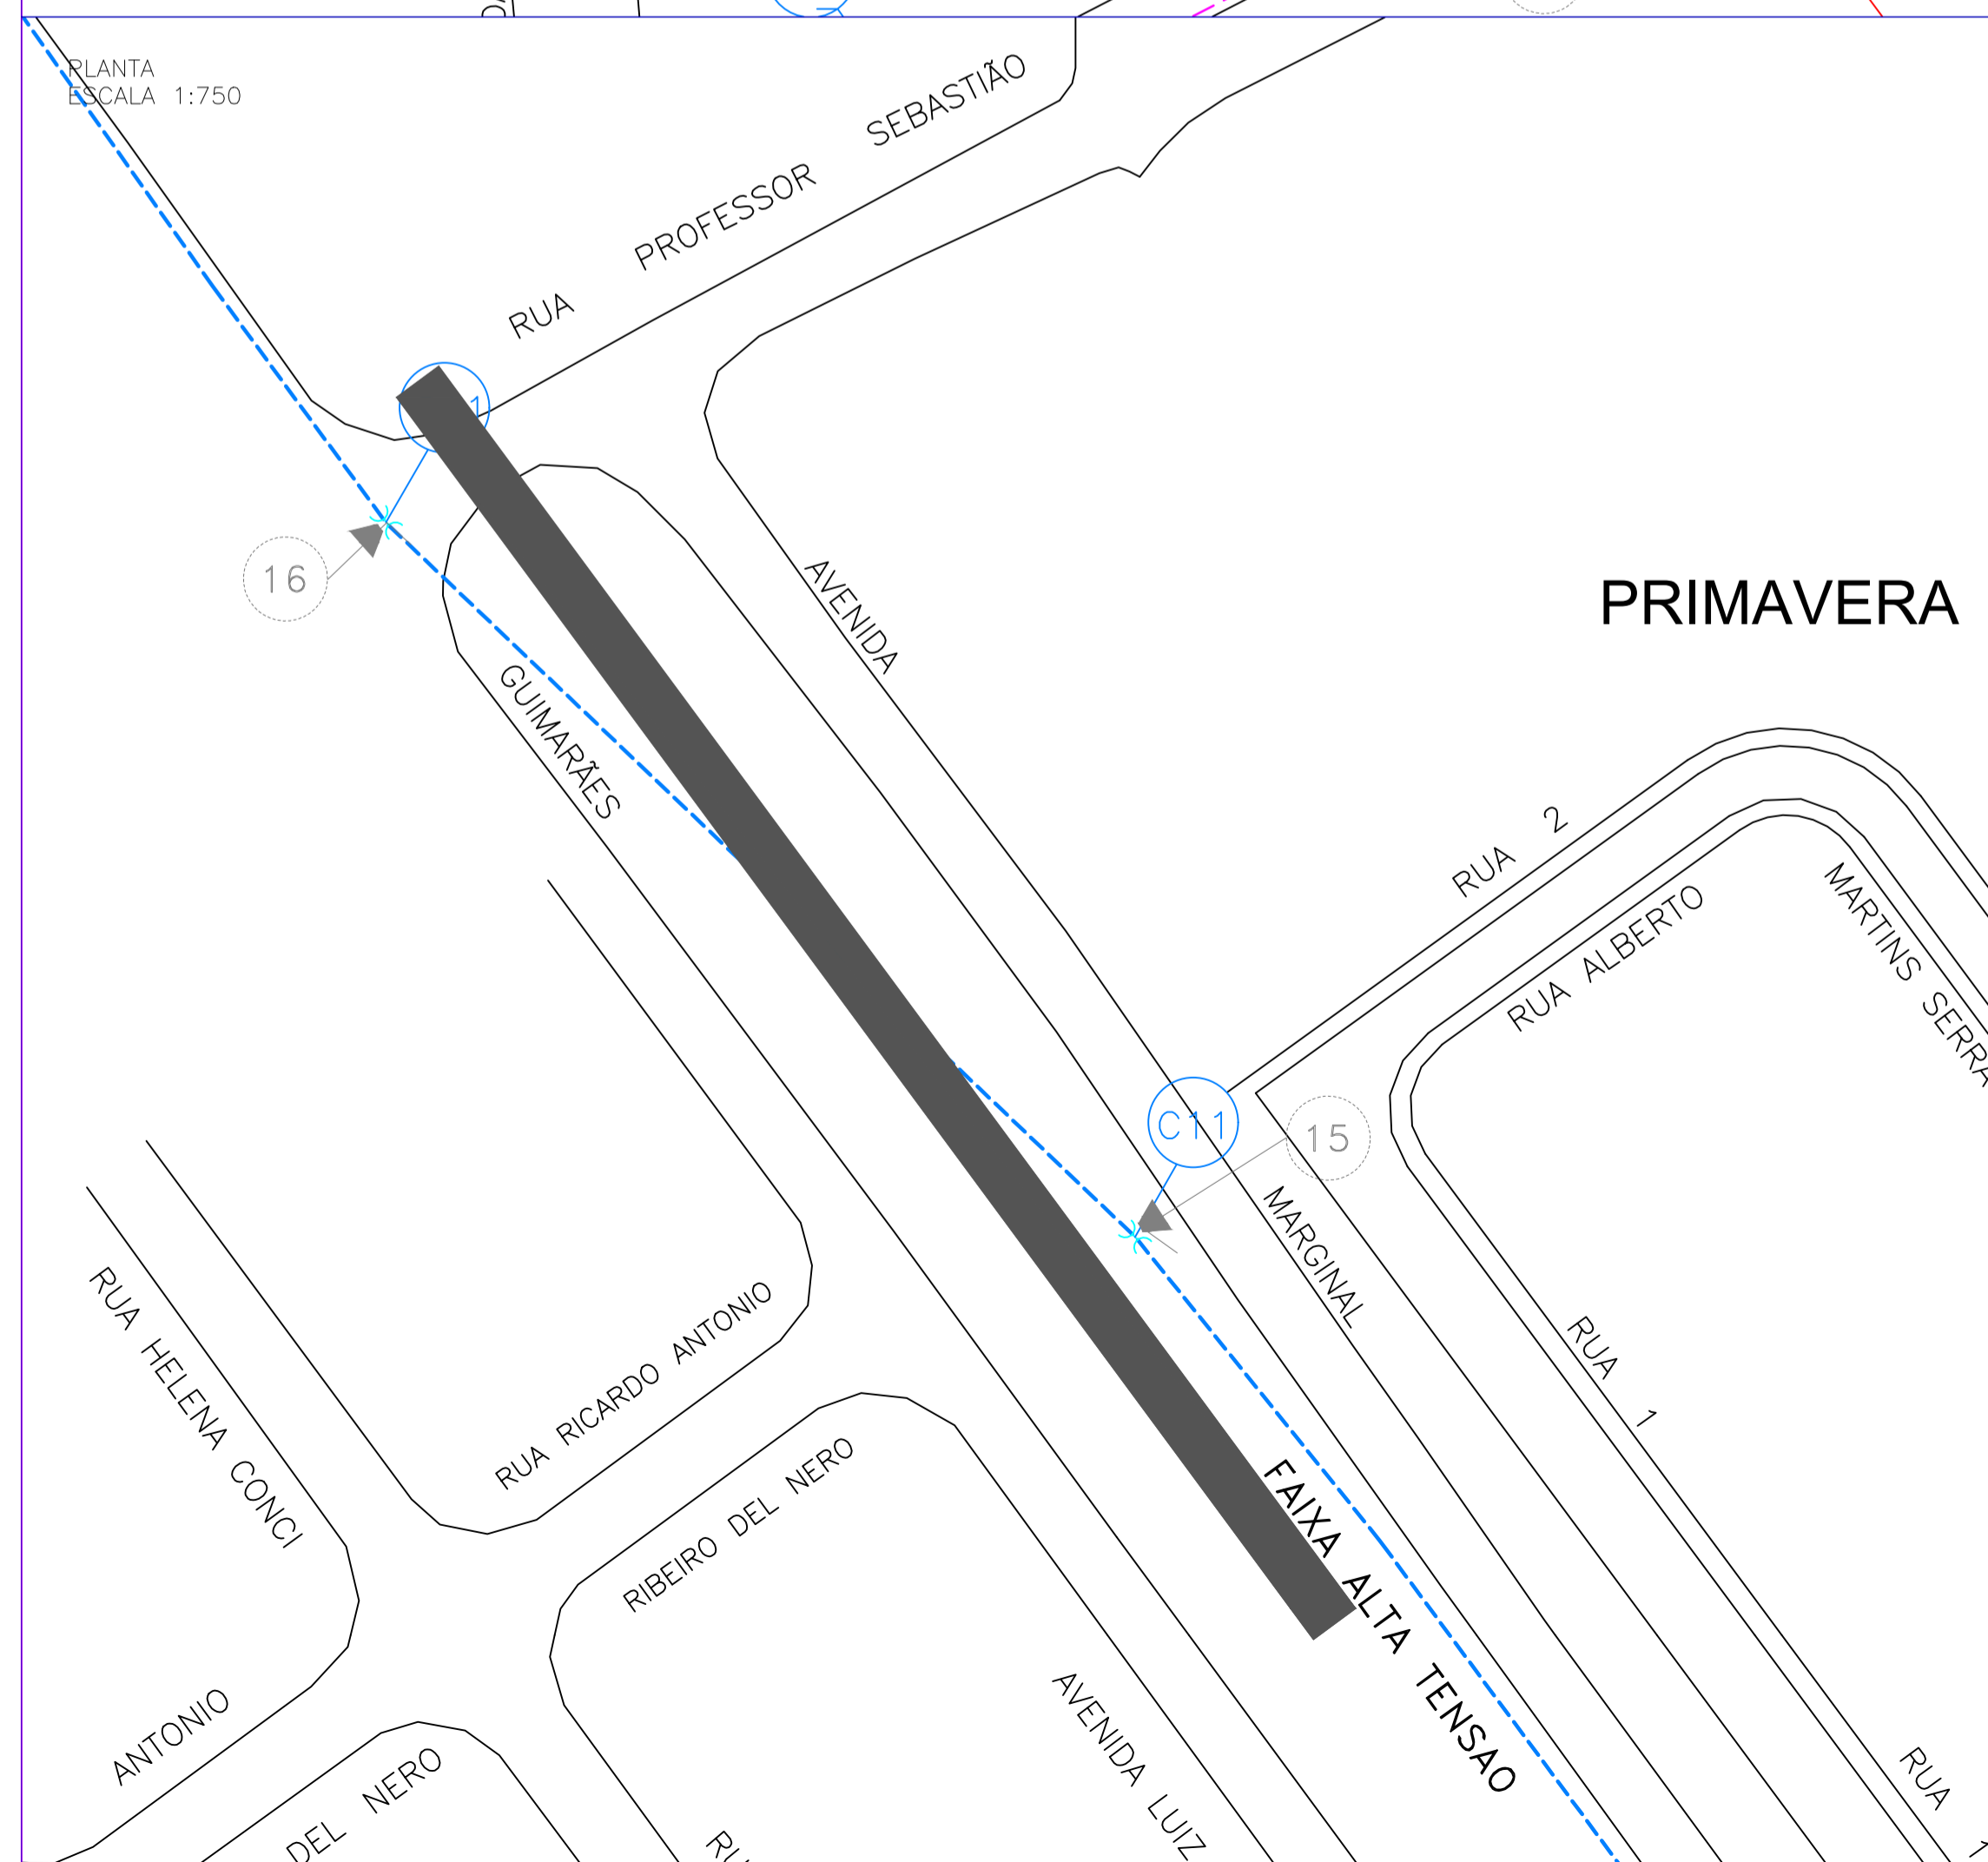 PLANTA
ESCALA 1:750
RUA PROFESSOR SEBASTIÃO
16
GUIMARÃES
AVENIDA
PRIMAVERA
RUA 2
RUA ALBERTO
MARTINS SERRA
C11
15
MARGINAL
RUA 1
RUA HELENA CONCI
RUA RICARDO ANTONIO
RIBEIRO DEL NERO
FAIXA ALTA TENSAO
ANTONIO
DEL NERO
AVENIDA LUIZ
RUA